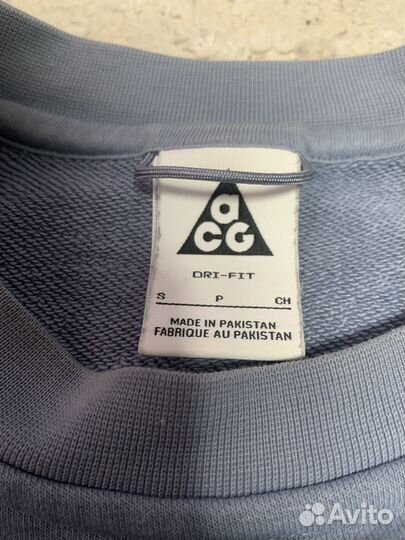 aCG
DRI-FIT
S P CH
MADE IN PAKISTAN
FABRIQUE AU PAKISTAN
Avito